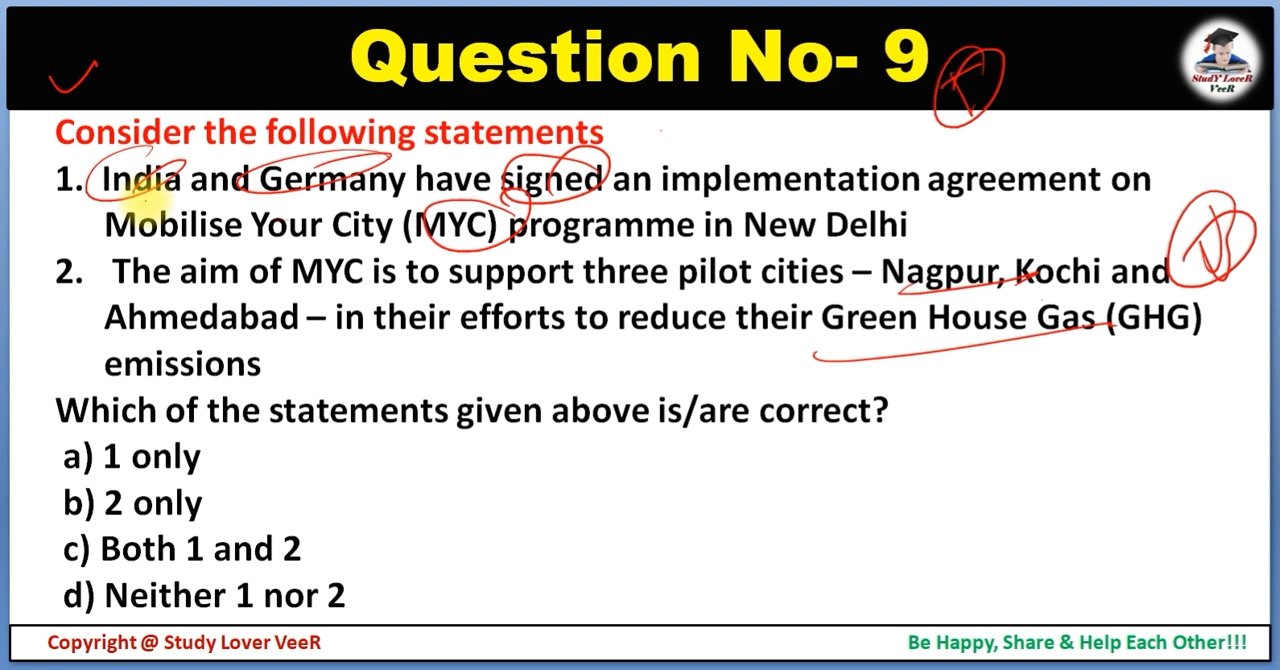 Question No- 9
StudY LoveR
VeeR
Consider the following statements
1. India and Germany have signed an implementation agreement on
Mobilise Your City (MYC) programme in New Delhi
2. The aim of MYC is to support three pilot cities – Nagpur, Kochi and
Ahmedabad – in their efforts to reduce their Green House Gas (GHG)
emissions
Which of the statements given above is/are correct?
a) 1 only
b) 2 only
c) Both 1 and 2
d) Neither 1 nor 2
Copyright @ Study Lover VeeR
Be Happy, Share & Help Each Other!!!